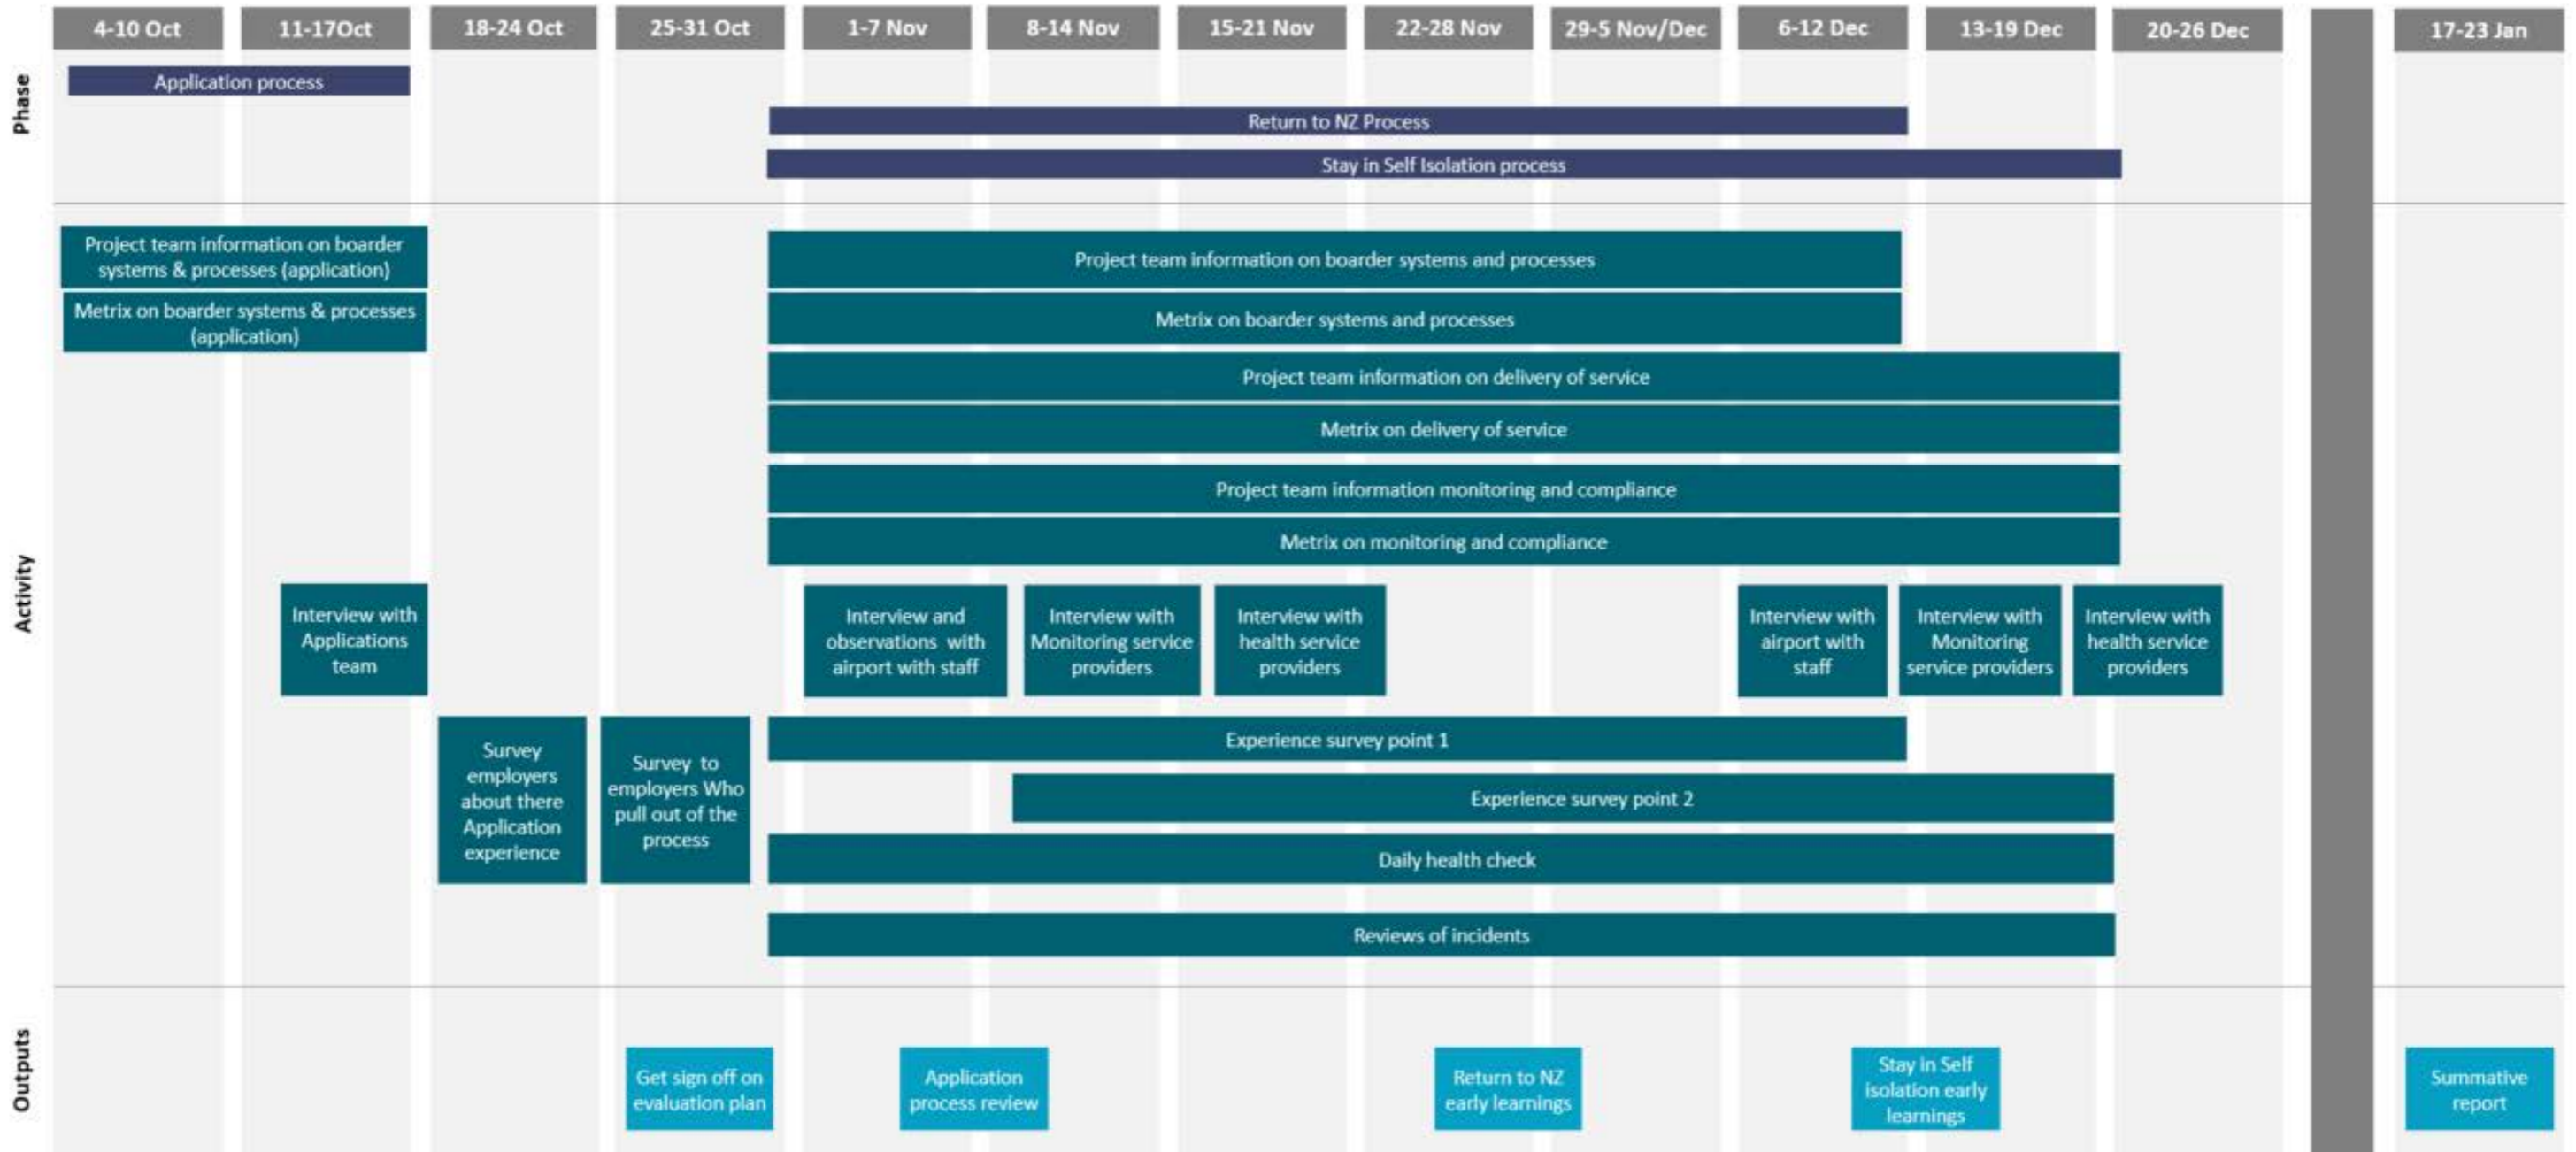 4-10 Oct
11-17Oct
18-24 Oct
25-31 Oct
1-7 Nov
8-14 Nov
15-21 Nov
22-28 Nov
29-5 Nov/Dec
6-12 Dec
13-19 Dec
20-26 Dec
17-23 Jan
Phase
Application process
Return to NZ Process
Stay in Self Isolation process
Activity
Project team information on boarder
systems & processes (application)
Project team information on boarder systems and processes
Metrix on boarder systems & processes
(application)
Metrix on boarder systems and processes
Project team information on delivery of service
Metrix on delivery of service
Project team information monitoring and compliance
Metrix on monitoring and compliance
Interview with
Applications
team
Interview and
observations with
airport with staff
Interview with
Monitoring service
providers
Interview with
health service
providers
Interview with
airport with
staff
Interview with
Monitoring
service providers
Interview with
health service
providers
Survey
employers
about there
Application
experience
Survey to
employers Who
pull out of the
process
Experience survey point 1
Experience survey point 2
Daily health check
Reviews of incidents
Outputs
Get sign off on
evaluation plan
Application
process review
Return to NZ
early learnings
Stay in Self
isolation early
learnings
Summative
report